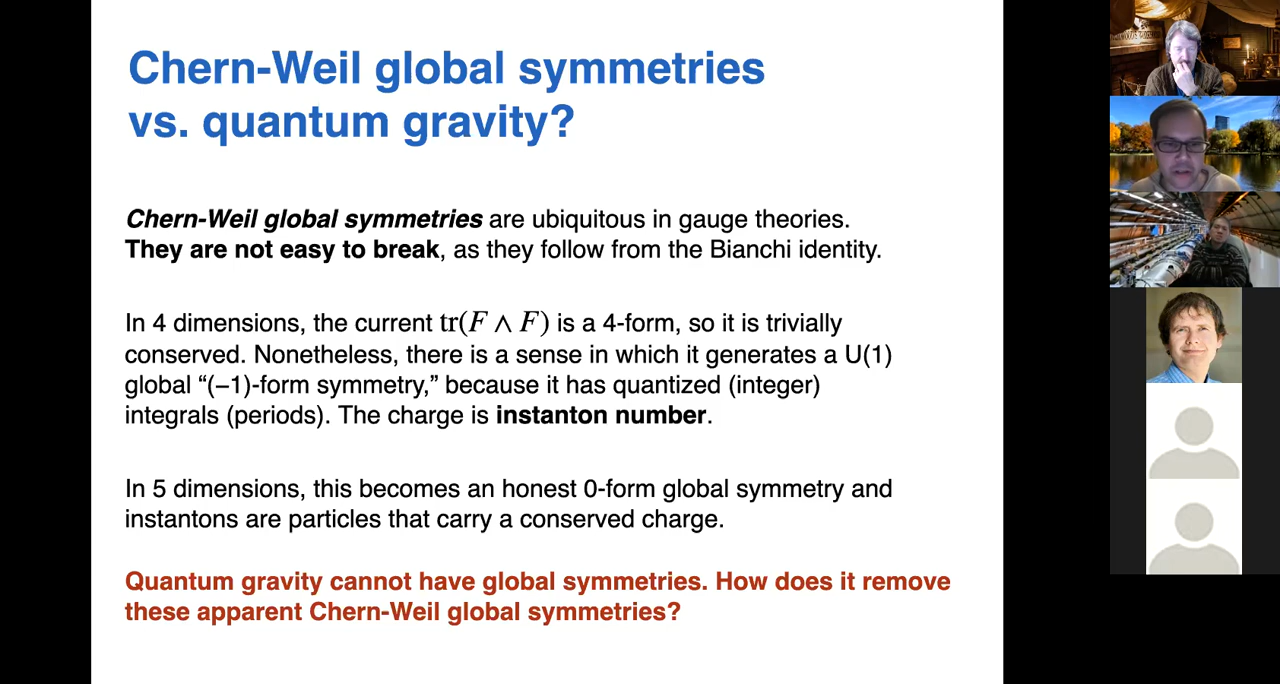 Chern-Weil global symmetries
vs. quantum gravity?
Chern-Weil global symmetries are ubiquitous in gauge theories.
They are not easy to break, as they follow from the Bianchi identity.
In 4 dimensions, the current tr(F ∧ F) is a 4-form, so it is trivially
conserved. Nonetheless, there is a sense in which it generates a U(1)
global “(−1)-form symmetry,” because it has quantized (integer)
integrals (periods). The charge is instanton number.
In 5 dimensions, this becomes an honest 0-form global symmetry and
instantons are particles that carry a conserved charge.
Quantum gravity cannot have global symmetries. How does it remove
these apparent Chern-Weil global symmetries?